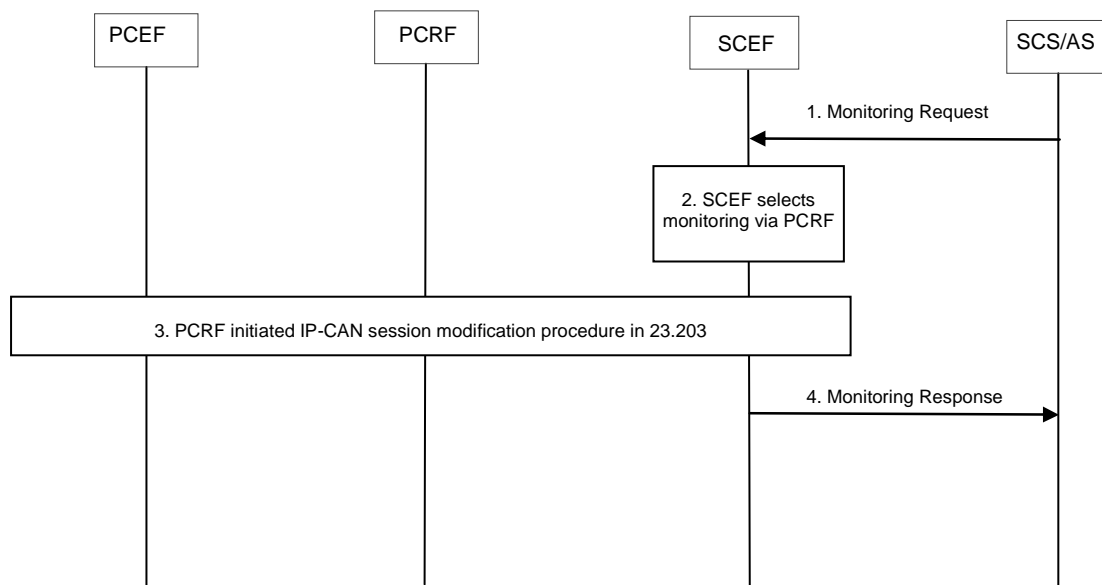 PCEF
PCRF
SCEF
SCS/AS
1. Monitoring Request
2. SCEF selects
monitoring via PCRF
3. PCRF initiated IP-CAN session modification procedure in 23.203
4. Monitoring Response